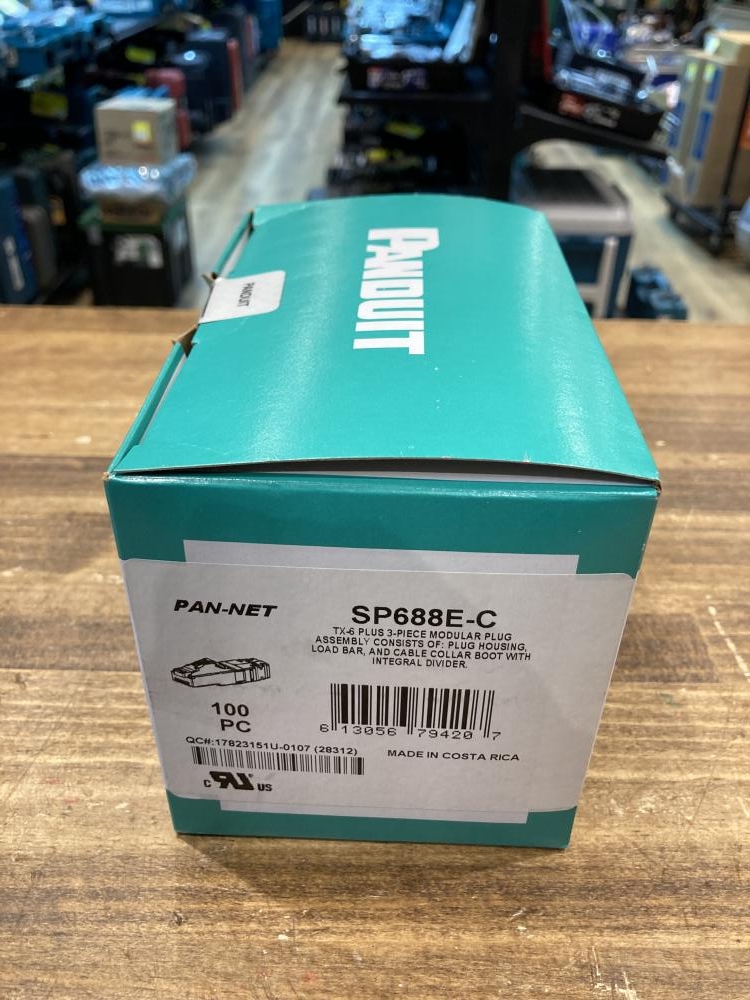 PANDUIT
PANDUIT
PAN-NET
SP688E-C
TX-6 PLUS 3-PIECE MODULAR PLUG
ASSEMBLY CONSISTS OF: PLUG HOUSING,
LOAD BAR, AND CABLE COLLAR BOOT WITH
INTEGRAL DIVIDER.
100
PC
6 13056 79420 7
QC#:17823151U-0107 (28312)
MADE IN COSTA RICA
C RU US